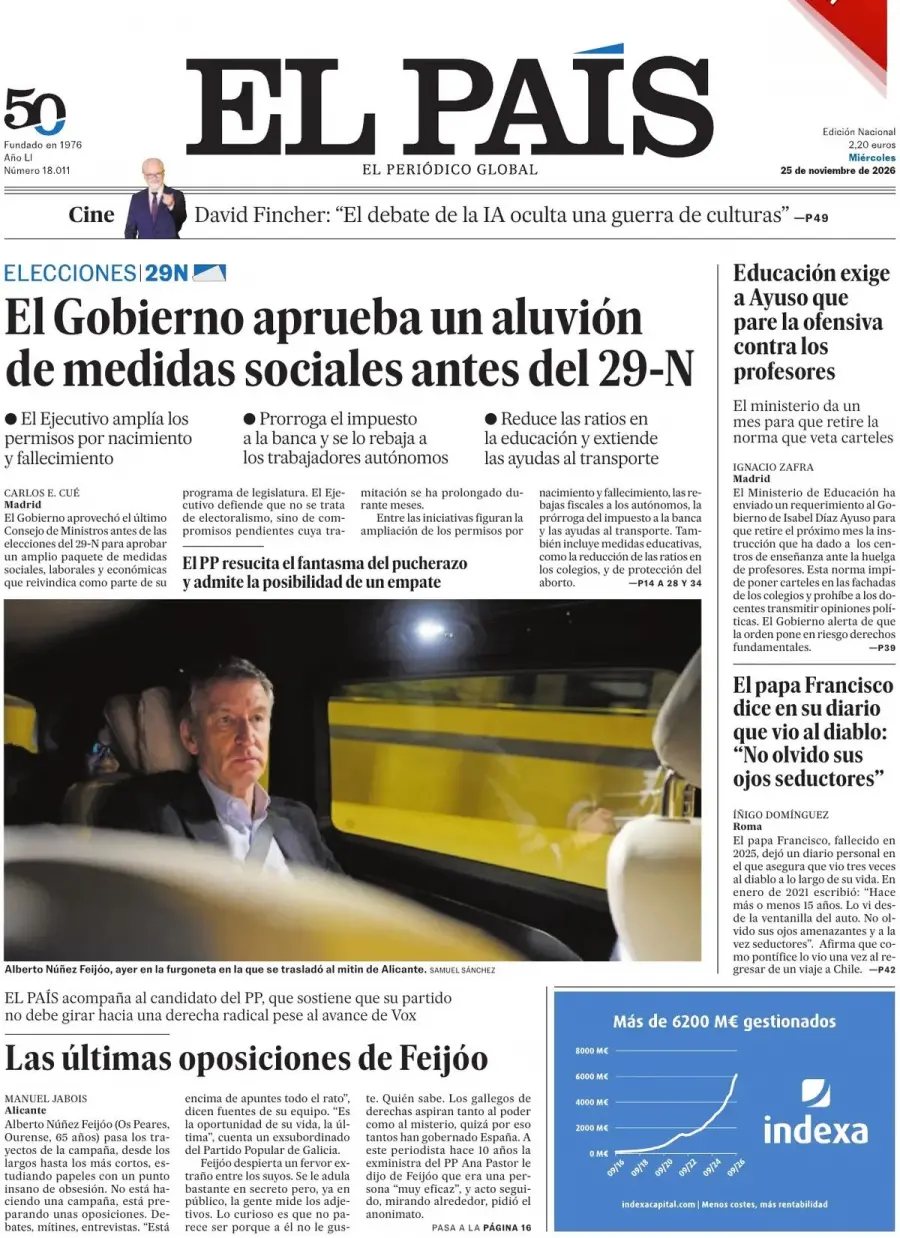 50
Fundado en 1976
Año LI
Número 18.011
EL PAÍS
EL PERIÓDICO GLOBAL
Edición Nacional
2,20 euros
Miércoles
25 de noviembre de 2026
Cine David Fincher: “El debate de la IA oculta una guerra de culturas” —P49
ELECCIONES|29N
El Gobierno aprueba un aluvión
de medidas sociales antes del 29-N
● El Ejecutivo amplía los
permisos por nacimiento
y fallecimiento
● Prorroga el impuesto
a la banca y se lo rebaja a
los trabajadores autónomos
● Reduce las ratios en
la educación y extiende
las ayudas al transporte
CARLOS E. CUÉ
Madrid
El Gobierno aprovechó el último
Consejo de Ministros antes de las
elecciones del 29-N para aprobar
un amplio paquete de medidas
sociales, laborales y económicas
que reivindica como parte de su
programa de legislatura. El Eje-
cutivo defiende que no se trata
de electoralismo, sino de com-
promisos pendientes cuya tra-
mitación se ha prolongado du-
rante meses.
Entre las iniciativas figuran la
ampliación de los permisos por
nacimiento y fallecimiento, las re-
bajas fiscales a los autónomos, la
prórroga del impuesto a la banca
y las ayudas al transporte. Tam-
bién incluye medidas educativas,
como la reducción de las ratios en
los colegios, y de protección del
aborto. —P14 A 28 Y 34
El PP resucita el fantasma del pucherazo
y admite la posibilidad de un empate
Alberto Núñez Feijóo, ayer en la furgoneta en la que se trasladó al mitin de Alicante. SAMUEL SÁNCHEZ
Educación exige
a Ayuso que
pare la ofensiva
contra los
profesores
El ministerio da un
mes para que retire la
norma que veta carteles
IGNACIO ZAFRA
Madrid
El Ministerio de Educación ha
enviado un requerimiento al Go-
bierno de Isabel Díaz Ayuso para
que retire el próximo mes la ins-
trucción que ha dado a los cen-
tros de enseñanza ante la huelga
de profesores. Esta norma impi-
de poner carteles en las fachadas
de los colegios y prohíbe a los do-
centes transmitir opiniones polí-
ticas. El Gobierno alerta de que
la orden pone en riesgo derechos
fundamentales. —P39
El papa Francisco
dice en su diario
que vio al diablo:
“No olvido sus
ojos seductores”
ÍÑIGO DOMÍNGUEZ
Roma
El papa Francisco, fallecido en
2025, dejó un diario personal en
el que asegura que vio tres veces
al diablo a lo largo de su vida. En
enero de 2021 escribió: “Hace
más o menos 15 años. Lo vi des-
de la ventanilla del auto. No ol-
vido sus ojos amenazantes y a la
vez seductores”. Afirma que co-
mo pontífice lo vio una vez al re-
gresar de un viaje a Chile. —P42
EL PAÍS acompaña al candidato del PP, que sostiene que su partido
no debe girar hacia una derecha radical pese al avance de Vox
Las últimas oposiciones de Feijóo
MANUEL JABOIS
Alicante
Alberto Núñez Feijóo (Os Peares,
Ourense, 65 años) pasa los tra-
yectos de la campaña, desde los
largos hasta los más cortos, es-
tudiando papeles con un punto
insano de obsesión. No está ha-
ciendo una campaña, está pre-
parando unas oposiciones. De-
bates, mítines, entrevistas. “Está
encima de apuntes todo el rato”,
dicen fuentes de su equipo. “Es
la oportunidad de su vida, la úl-
tima”, cuenta un exsubordinado
del Partido Popular de Galicia.
Feijóo despierta un fervor ex-
traño entre los suyos. Se le adula
bastante en secreto pero, ya en
público, la gente mide los adje-
tivos. Lo curioso es que no pa-
rece ser porque a él no le gus-
te. Quién sabe. Los gallegos de
derechas aspiran tanto al poder
como al misterio, quizá por eso
tantos han gobernado España. A
este periodista hace 10 años la
exministra del PP Ana Pastor le
dijo de Feijóo que era una per-
sona “muy eficaz”, y acto segui-
do, mirando alrededor, pidió el
anonimato.
PASA A LA PÁGINA 16
Más de 6200 M€ gestionados
8000 M€
6000 M€
4000 M€
2000 M€
0 M€
09/16
09/18
09/20
09/22
09/24
09/26
indexa
indexacapital.com | Menos costes, más rentabilidad